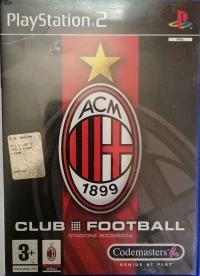 PlayStation 2
ACM
1899
CLUB FOOTBALL
STAGIONE 2003/2004
3+
Codemasters
GENIUS AT PLAY